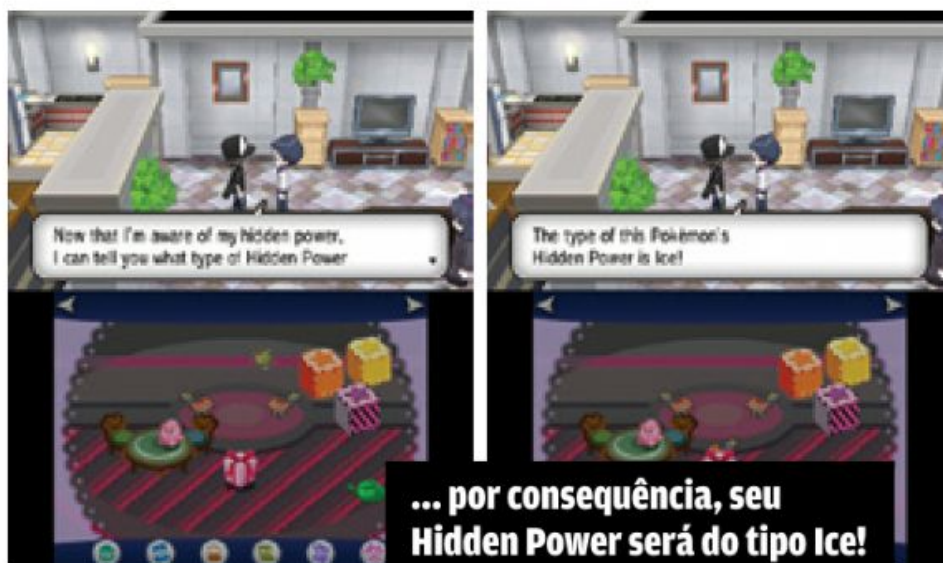 Now that I'm aware of my hidden power,
I can tell you what type of Hidden Power
The type of this Pokémon's
Hidden Power is Ice!
... por consequência, seu
Hidden Power será do tipo Ice!